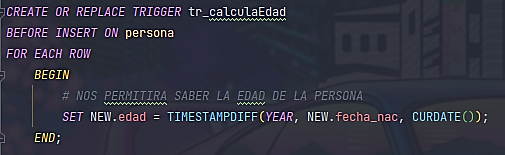 CREATE OR REPLACE TRIGGER tr_calculaEdad
BEFORE INSERT ON persona
FOR EACH ROW
BEGIN
# NOS PERMITIRA SABER LA EDAD DE LA PERSONA
SET NEW.edad = TIMESTAMPDIFF(YEAR, NEW.fecha_nac, CURDATE());
END;